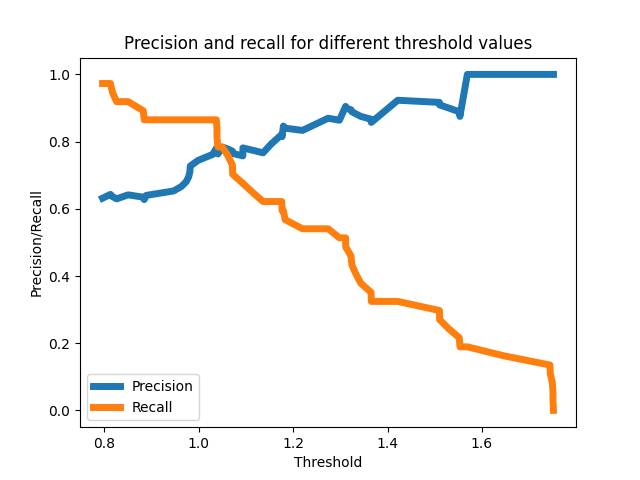 Precision and recall for different threshold values
1.0
0.8
0.6
0.4
0.2
0.0
Precision/Recall
Precision
Recall
0.8 1.0 1.2 1.4 1.6
Threshold